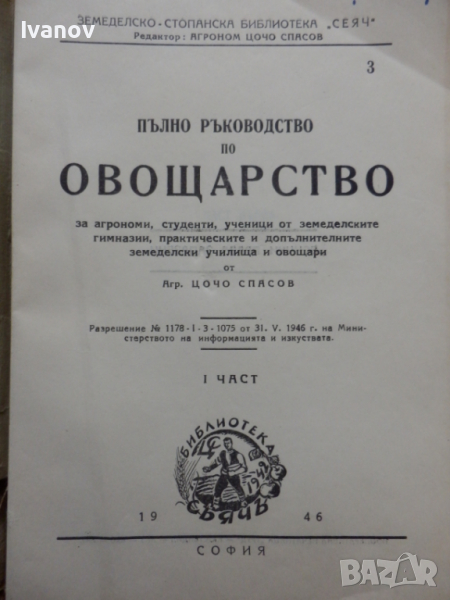 Ivanov
ЗЕМЕДЕЛСКО-СТОПАНСКА БИБЛИОТЕКА „СЕЯЧ"
Редактор: АГРОНОМ ЦОЧО СПАСОВ
3
ПЪЛНО РЪКОВОДСТВО
ПО
ОВОЩАРСТВО
за агрономи, студенти, ученици от земеделските
гимназии, практическите и допълнителните
земеделски училища и овощари
от
Агр. ЦОЧО СПАСОВ
Разрешение № 1178-I-3-1075 от 31. V. 1946 г. на Мини-
стерството на информацията и изкуствата.
I ЧАСТ
БИБЛИОТЕКА
СЕЯЧЪ
19 46
СОФИЯ
BAZAR
bg